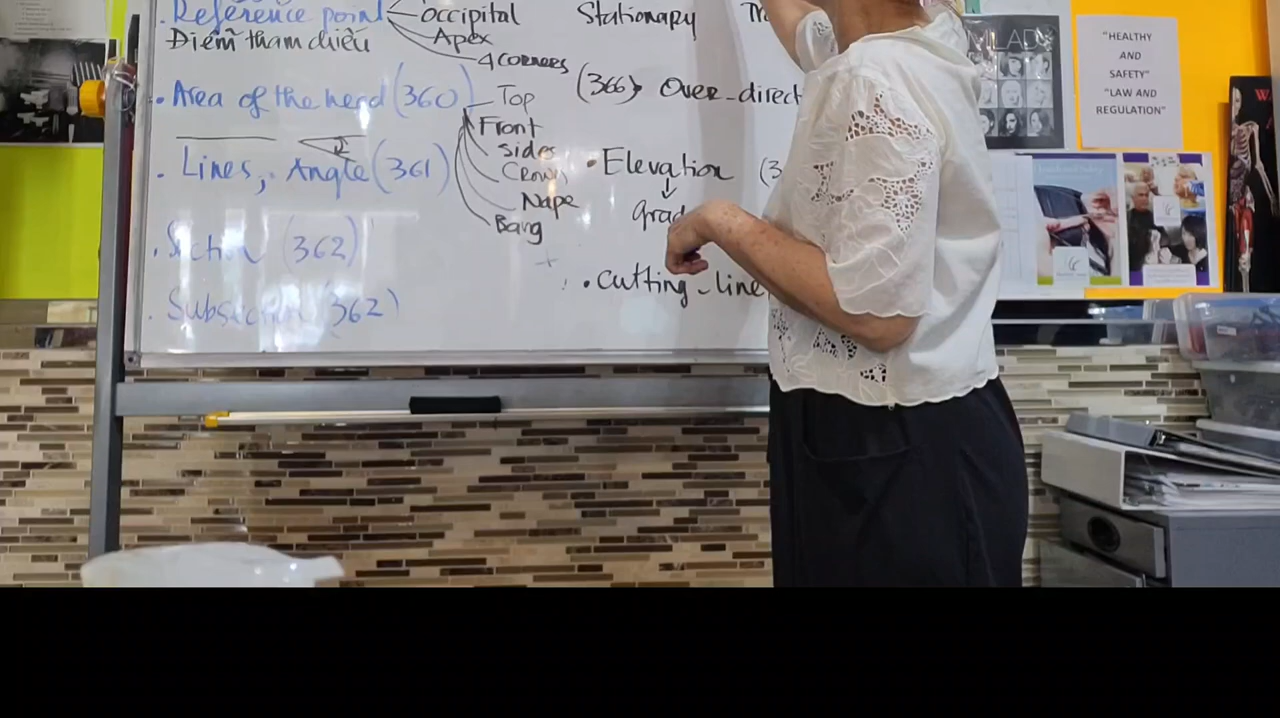 . Reference point
Điểm tham chiếu
occipital
Apex
4 corners
• Area of the head (360)
Top
Front
sides
Crown
Nape
Bang
. Lines, . Angle (361)
. Section (362)
. Subsection (362)
Stationary
(366) Over-direct
• Elevation (3
grad
• Cutting-line
MILADY
"HEALTHY
AND
SAFETY"
"LAW AND
REGULATION"